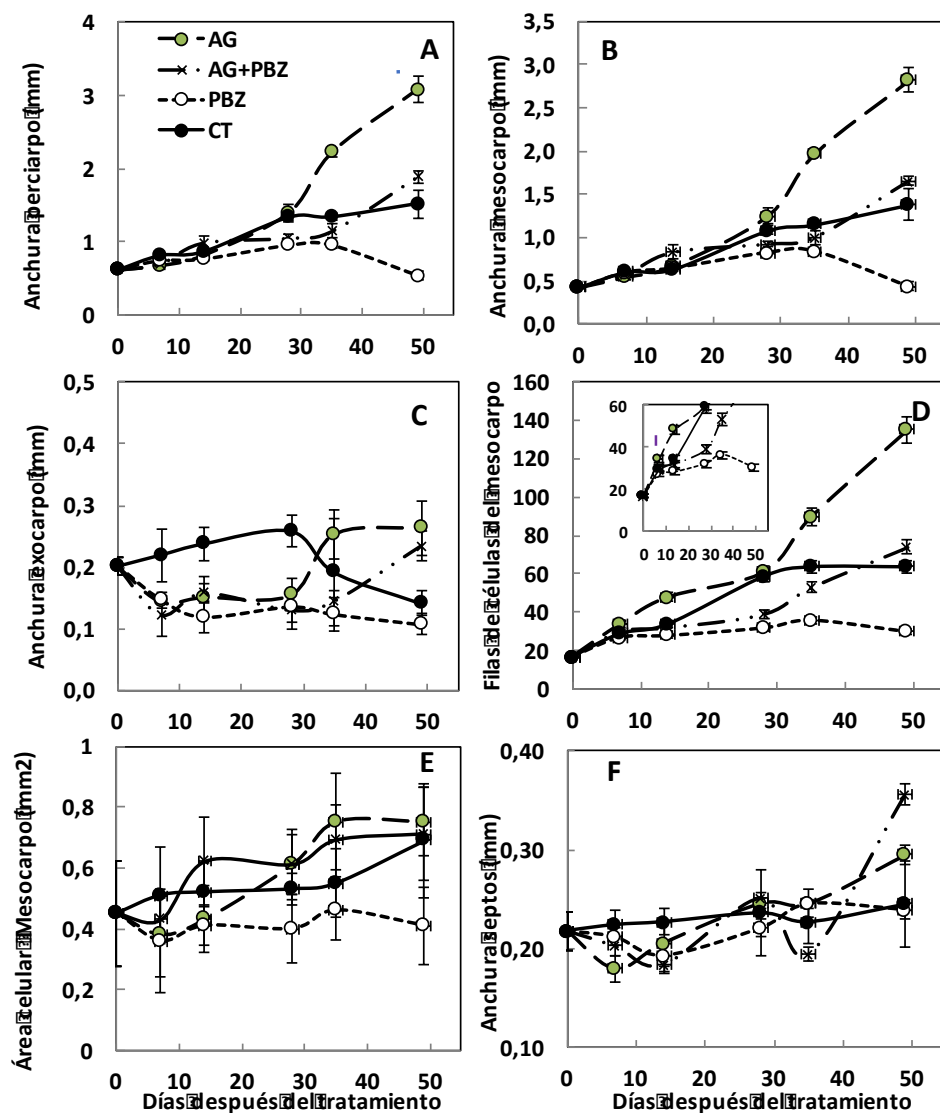 4
3
2
1
0
AG
AG+PBZ
PBZ
CT
A
Anchura perciarpo (mm)
0 10 20 30 40 50
3,5
3,0
2,5
2,0
1,5
1,0
0,5
0,0
B
Anchura mesocarpo (mm)
0 10 20 30 40 50
0,5
0,4
0,3
0,2
0,1
0,0
C
Anchura exocarpo (mm)
0 10 20 30 40 50
160
140
120
100
80
60
40
20
0
D
Filas de células del mesocarpo
60
40
20
0
0 10 20 30 40 50
0 10 20 30 40 50
1
0,8
0,6
0,4
0,2
0
E
Área celular Mesocarpo (mm2)
0 10 20 30 40 50
Días después del tratamiento
0,40
0,30
0,20
0,10
F
Anchura septos (mm)
0 10 20 30 40 50
Días después del tratamiento